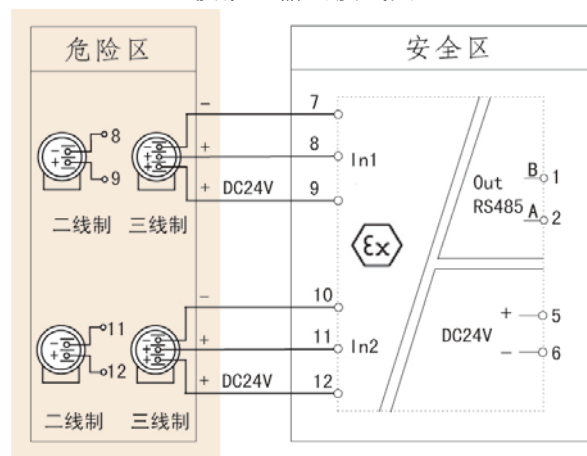 危险区
安全区
- 7
8
+ 8
In1
-
+
9
+ DC24V 9
二线制 三线制
Out
RS485
B 1
A 2
εx
- 10
11
+ 11
In2
-
+
12
+ DC24V 12
二线制 三线制
+ 5
DC24V
- 6